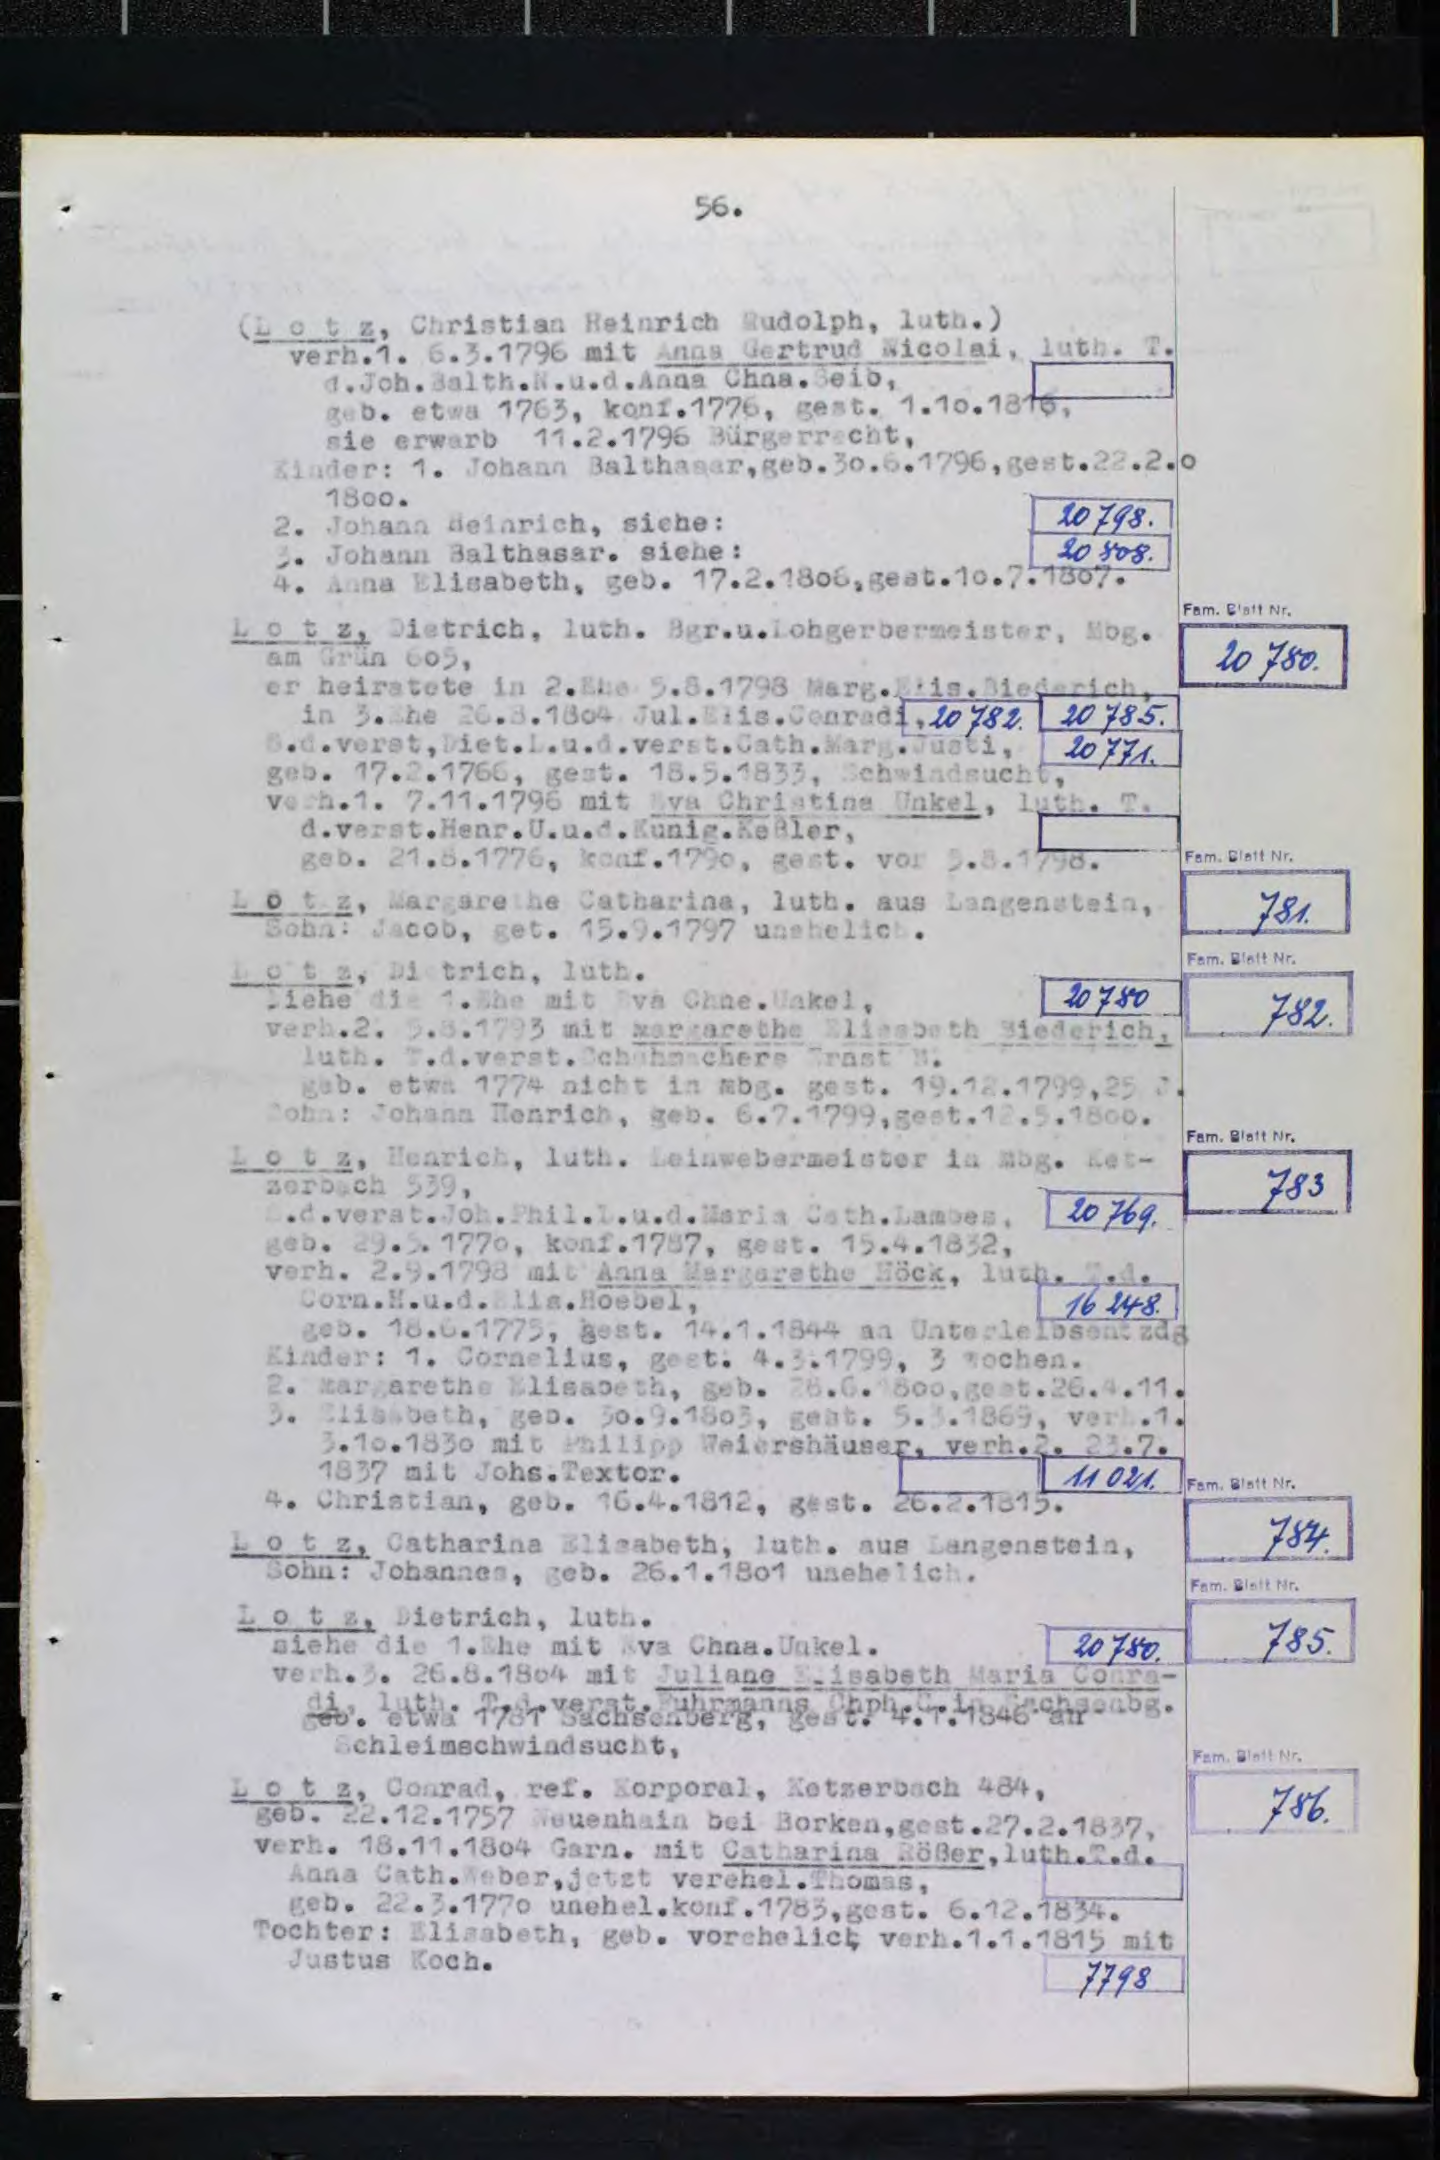 56.
(L o t z, Christian Heinrich Rudolph, luth.)
verh.1. 6.3.1796 mit Anna Gertrud Nicolai, luth. T.
d.Joh.Balth.N.u.d.Anna Chna.Seib,
geb. etwa 1763, konf.1776, gest. 1.10.1816,
sie erwarb 11.2.1796 Bürgerrecht,
Kinder: 1. Johann Balthasar,geb.30.6.1796,gest.22.2.0
1800.
2. Johann Heinrich, siehe: 20798.
3. Johann Balthasar. siehe: 20808.
4. Anna Elisabeth, geb. 17.2.1806,gest.10.7.1807.
Fam. Blatt Nr.
L o t z, Dietrich, luth. Bgr.u.Lohgerbermeister, Mbg. 20 780.
am Grün 605,
er heiratete in 2.Ehe 5.8.1798 Marg.Elis.Biederich,
in 3.Ehe 26.8.1804 Jul.Elis.Conradi, 20782. 20785.
S.d.verst,Diet.L.u.d.verst.Cath.Marg.Justi, 20771.
geb. 17.2.1766, gest. 18.5.1833, Schwindsucht,
verh.1. 7.11.1796 mit Eva Christina Unkel, luth. T.
d.verst.Henr.U.u.d.Kunig.Keßler,
geb. 21.8.1776, konf.1790, gest. vor 5.8.1798.
Fam. Blatt Nr.
L o t z, Margarethe Catharina, luth. aus Langenstein, 781.
Sohn: Jacob, get. 15.9.1797 unehelich.
Fam. Blatt Nr.
L o t z, Dietrich, luth.
siehe die 1.Ehe mit Eva Chne.Unkel, 20780 782.
verh.2. 5.8.1793 mit Margarethe Elisabeth Biederich,
luth. T.d.verst.Schuhmachers Ernst B.
geb. etwa 1774 nicht in Mbg. gest. 19.12.1799,25 J.
Sohn: Johann Henrich, geb. 6.7.1799,gest.12.5.1800.
Fam. Blatt Nr.
L o t z, Henrich, luth. Leinwebermeister in Mbg. Ket- 783
zerbach 539,
S.d.verst.Joh.Phil.L.u.d.Maria Cath.Lambes, 20769.
geb. 29.5.1770, konf.1787, gest. 15.4.1832,
verh. 2.9.1798 mit Anna Margarethe Höck, luth. T.d.
Corn.H.u.d.Elis.Hoebel, 16248.
geb. 18.6.1775, gest. 14.1.1844 an Unterleibsentzdg
Kinder: 1. Cornelius, gest. 4.3.1799, 3 Wochen.
2. Margarethe Elisabeth, geb. 28.6.1800,gest.26.4.11.
3. Elisabeth, geb. 30.9.1803, gest. 5.3.1869, verh.1.
3.10.1830 mit Philipp Weiershäuser, verh.2. 23.7.
1837 mit Johs.Textor. 11021.
4. Christian, geb. 16.4.1812, gest. 26.2.1815.
Fam. Blatt Nr.
L o t z, Catharina Elisabeth, luth. aus Langenstein, 784.
Sohn: Johannes, geb. 26.1.1801 unehelich.
Fam. Blatt Nr.
L o t z, Dietrich, luth.
siehe die 1.Ehe mit Eva Chna.Unkel. 20780. 785.
verh.3. 26.8.1804 mit Juliane Elisabeth Maria Conra-
di, luth. T.d.verst.Fuhrmanns Chph.C.in Sachsenbg.
geb. etwa 1781 Sachsenberg, gest. 4.1.1846 an
Schleimschwindsucht,
Fam. Blatt Nr.
L o t z, Conrad, ref. Korporal, Ketzerbach 484, 786.
geb. 22.12.1757 Neuenhain bei Borken,gest.27.2.1837,
verh. 18.11.1804 Garn. mit Catharina Rößer,luth.T.d.
Anna Cath.Weber,jetzt verehel.Thomas,
geb. 22.3.1770 unehel.konf.1783,gest. 6.12.1834.
Tochter: Elisabeth, geb. vorehelich, verh.1.1.1815 mit
Justus Koch. 7798